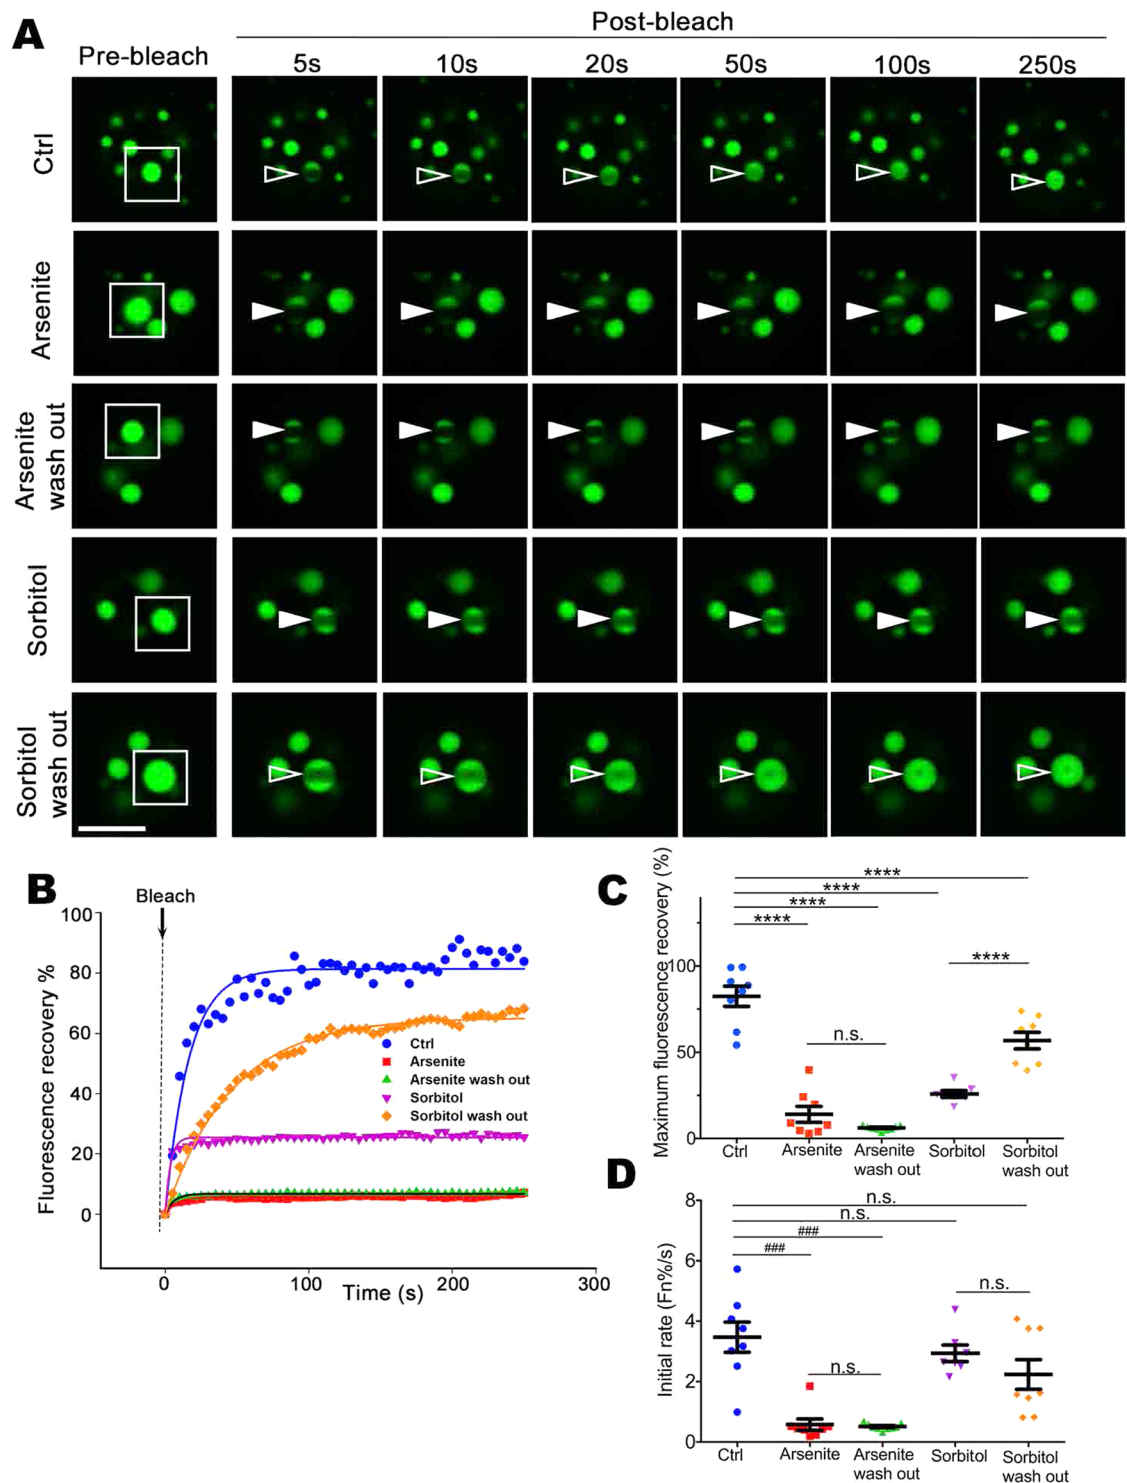 A
Post-bleach
Pre-bleach
5s
10s
20s
50s
100s
250s
Ctrl
Arsenite
Arsenite
wash out
Sorbitol
Sorbitol
wash out
B
Bleach
Fluorescence recovery %
100
80
60
40
20
0
0
100
200
300
Time (s)
Ctrl
Arsenite
Arsenite wash out
Sorbitol
Sorbitol wash out
C
Maximum fluorescence recovery (%)
100
50
0
****
****
****
****
****
n.s.
Ctrl
Arsenite
Arsenite
wash out
Sorbitol
Sorbitol
wash out
D
Initial rate (Fn%/s)
8
6
4
2
0
n.s.
n.s.
###
###
n.s.
n.s.
Ctrl
Arsenite
Arsenite
wash out
Sorbitol
Sorbitol
wash out